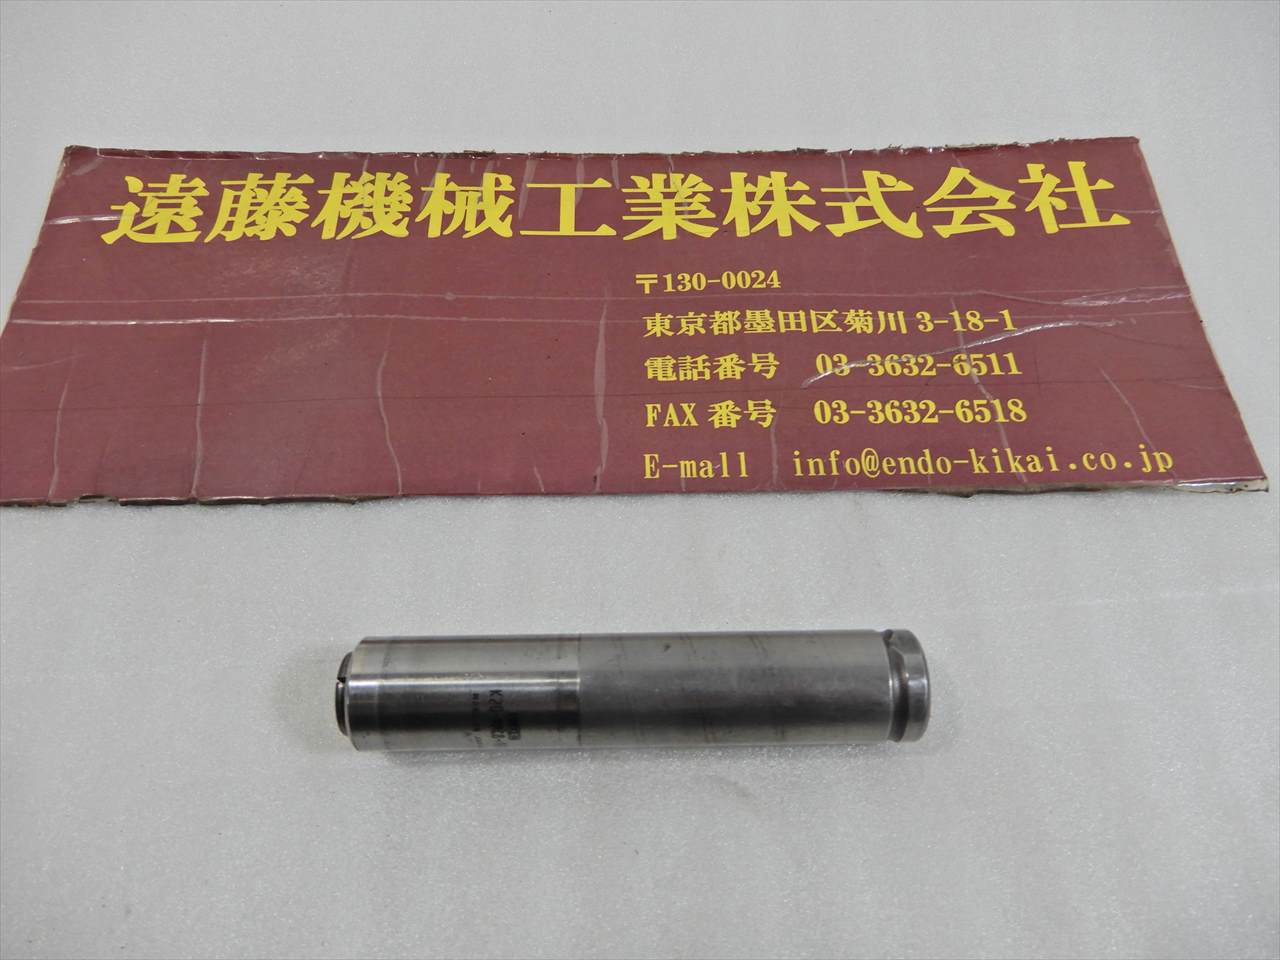 遠藤機械工業株式会社
〒130-0024
東京都墨田区菊川 3-18-1
電話番号 03-3632-6511
FAX 番号 03-3632-6518
E-mall info@endo-kikai.co.jp